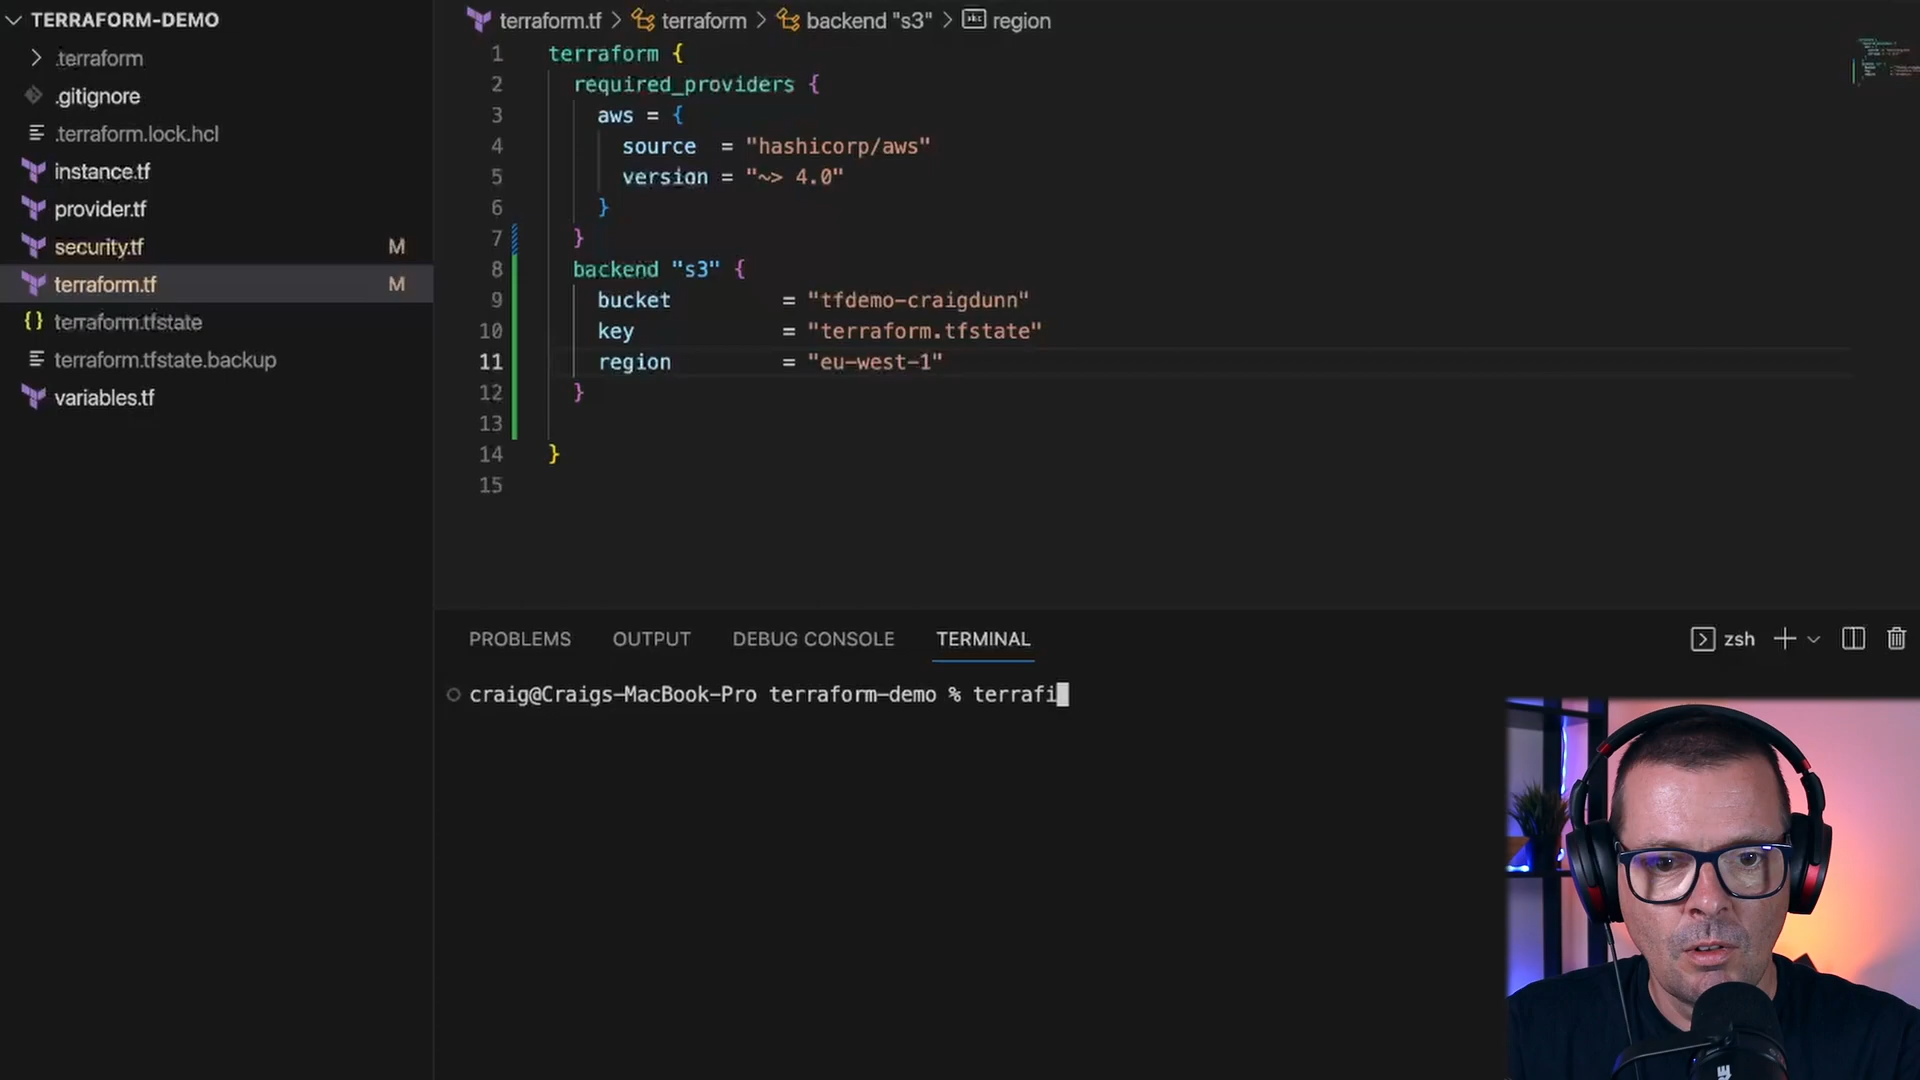 TERRAFORM-DEMO
.terraform
.gitignore
.terraform.lock.hcl
instance.tf
provider.tf
security.tf M
terraform.tf M
terraform.tfstate
terraform.tfstate.backup
variables.tf
terraform.tf > terraform > backend "s3" > region
1 terraform {
2 required_providers {
3 aws = {
4 source = "hashicorp/aws"
5 version = "~> 4.0"
6 }
7 }
8 backend "s3" {
9 bucket = "tfdemo-craigdunn"
10 key = "terraform.tfstate"
11 region = "eu-west-1"
12 }
13
14 }
15
PROBLEMS OUTPUT DEBUG CONSOLE TERMINAL zsh
craig@Craigs-MacBook-Pro terraform-demo % terrafi